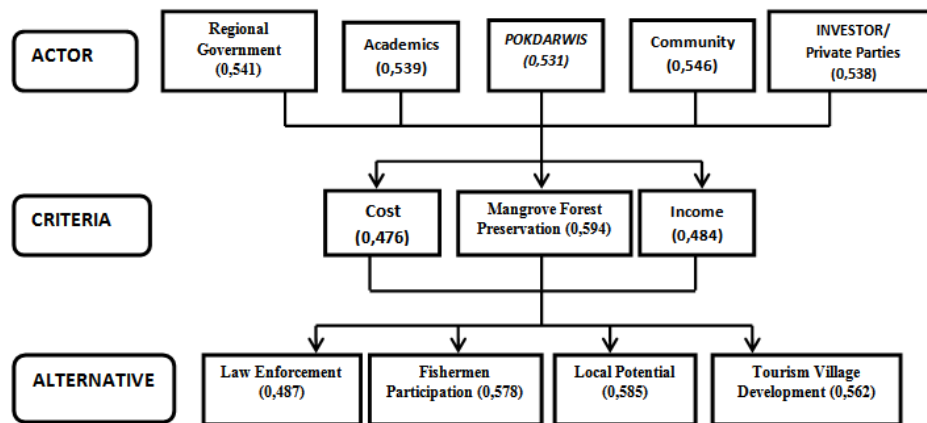 ACTOR
Regional
Government
(0,541)
Academics
(0,539)
POKDARWIS
(0,531)
Community
(0,546)
INVESTOR/
Private Parties
(0,538)
CRITERIA
Cost
(0,476)
Mangrove Forest
Preservation (0,594)
Income
(0,484)
ALTERNATIVE
Law Enforcement
(0,487)
Fishermen
Participation (0,578)
Local Potential
(0,585)
Tourism Village
Development (0,562)